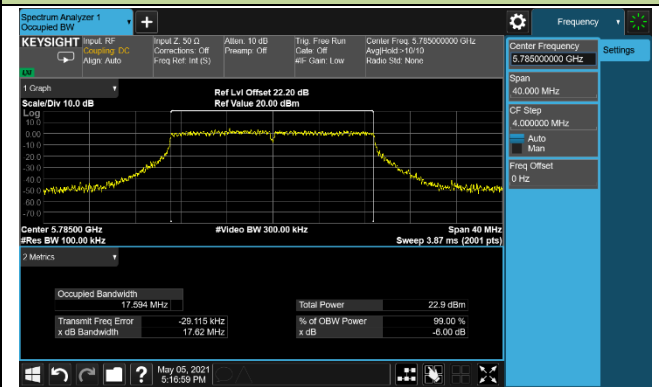 Spectrum Analyzer 1
Occupied BW
+
Frequency
KEYSIGHT
Input: RF
Coupling: DC
Align: Auto
Input Z: 50 Ω
Corrections: Off
Freq Ref: Int (S)
Atten: 10 dB
Preamp: Off
Trig: Free Run
Gate: Off
#IF Gain: Low
Center Freq: 5.785000000 GHz
Avg|Hold:>10/10
Radio Std: None
LXI
Center Frequency
5.785000000 GHz
Settings
Span
40.000 MHz
CF Step
4.000000 MHz
Auto
Man
Freq Offset
0 Hz
1 Graph
Scale/Div 10.0 dB
Ref Lvl Offset 22.20 dB
Ref Value 20.00 dBm
Log
10.0
0.00
-10.0
-20.0
-30.0
-40.0
-50.0
-60.0
-70.0
Center 5.78500 GHz
#Video BW 300.00 kHz
Span 40 MHz
#Res BW 100.00 kHz
Sweep 3.87 ms (2001 pts)
2 Metrics
Occupied Bandwidth
17.594 MHz
Total Power 22.9 dBm
Transmit Freq Error -29.115 kHz
% of OBW Power 99.00 %
x dB Bandwidth 17.62 MHz
x dB -6.00 dB
?
May 05, 2021
5:16:59 PM